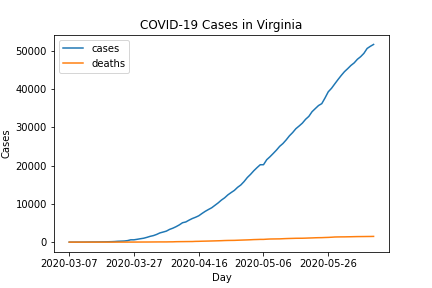 COVID-19 Cases in Virginia
cases
deaths
50000
40000
30000
20000
10000
0
Cases
2020-03-07 2020-03-27 2020-04-16 2020-05-06 2020-05-26
Day